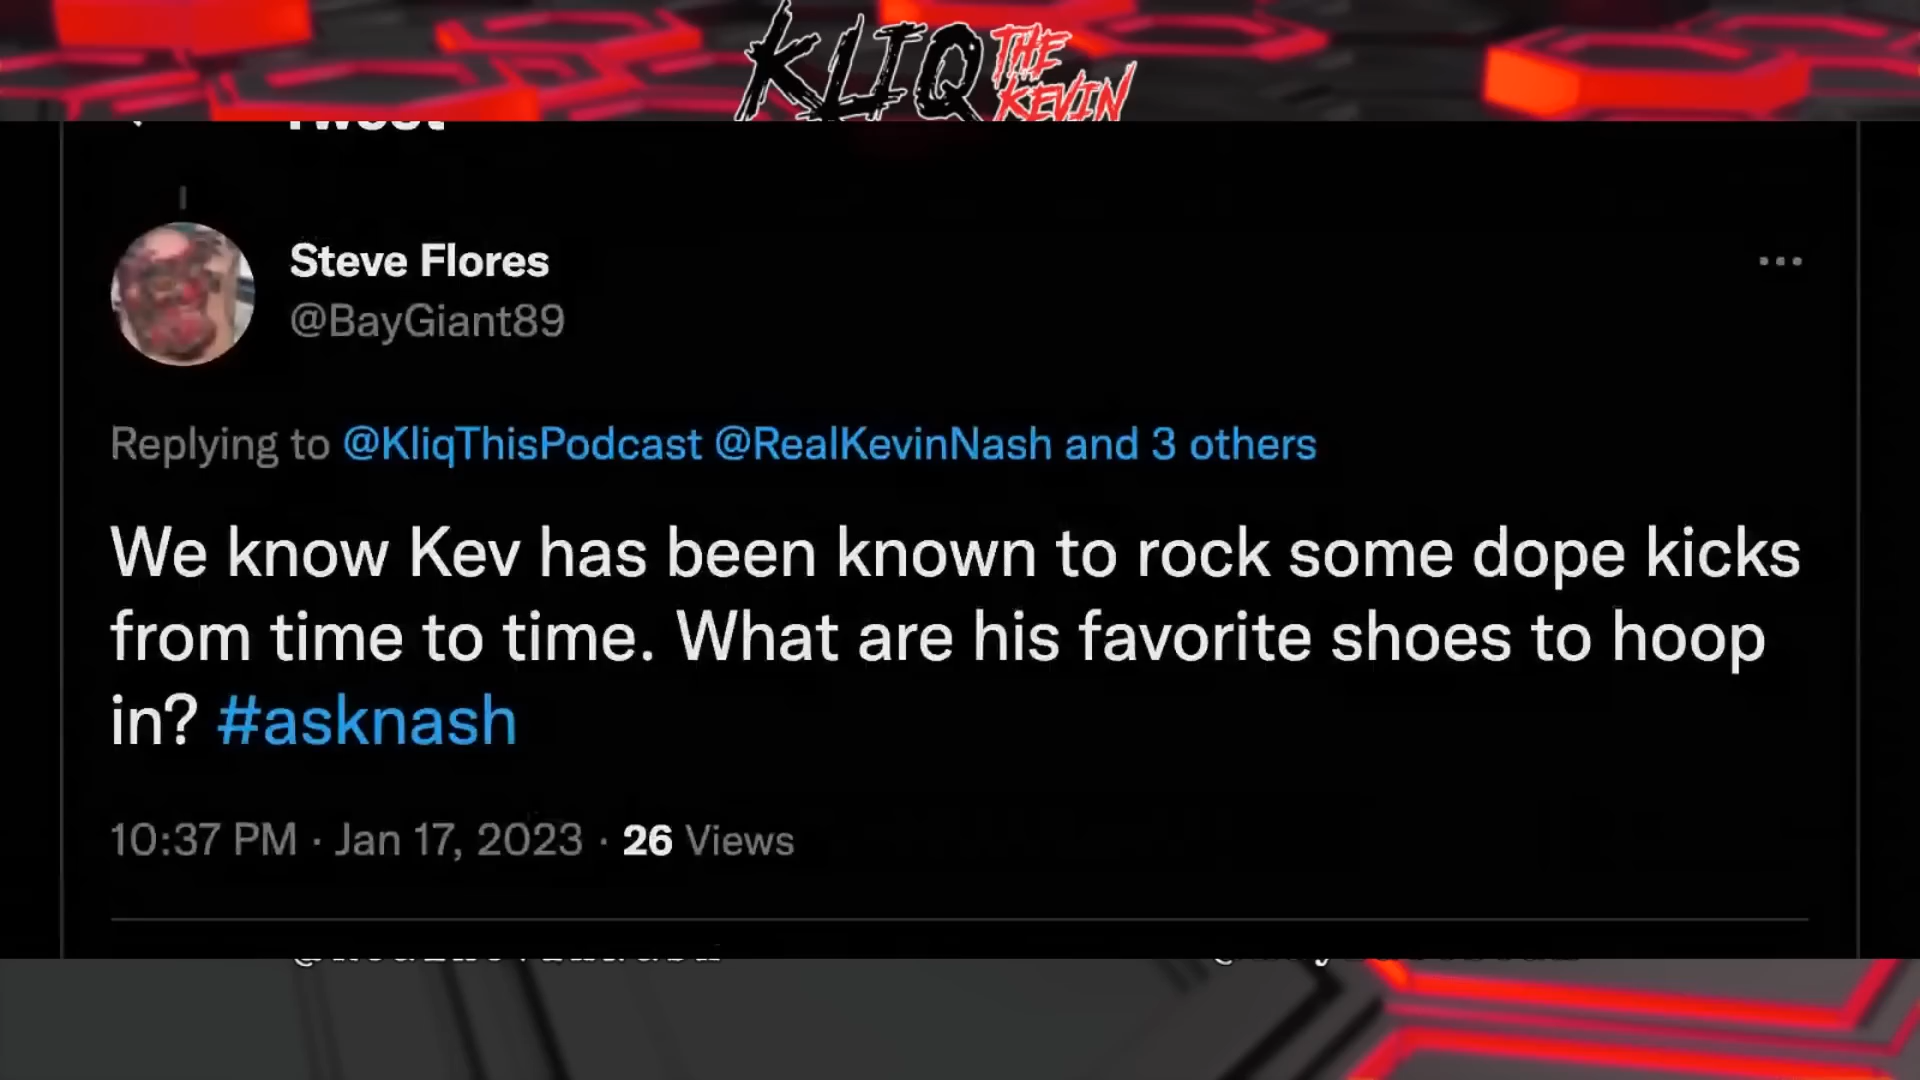 KLIQ THE
KEVIN
Tweet
Steve Flores
@BayGiant89
Replying to @KliqThisPodcast @RealKevinNash and 3 others
We know Kev has been known to rock some dope kicks
from time to time. What are his favorite shoes to hoop
in? #asknash
10:37 PM · Jan 17, 2023 · 26 Views